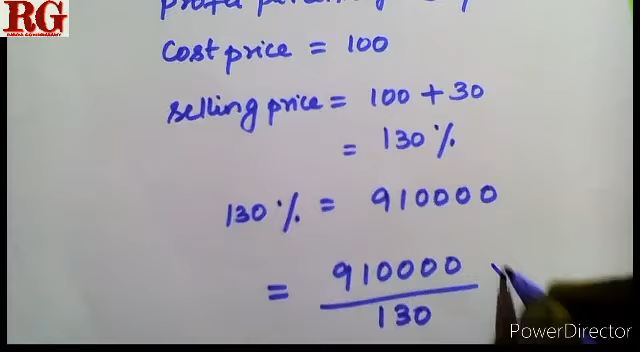 RG
cost price = 100
selling price = 100 + 30
= 130%
130% = 910000
= 910000 / 130
PowerDirector